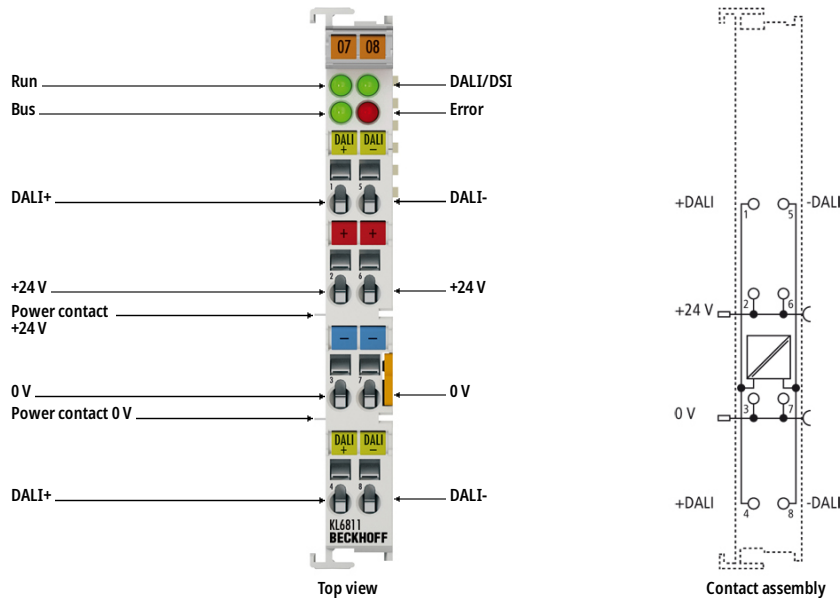 07 08
Run
DALI/DSI
Bus
Error
DALI DALI
+ −
1 5
DALI+
DALI-
+ +
2 6
+24 V
+24 V
Power contact
+24 V
− −
3 7
0 V
0 V
Power contact 0 V
DALI DALI
+ −
4 8
DALI+
DALI-
KL6811
BECKHOFF
Top view
+DALI
-DALI
1 5
2 6
+24 V
3 7
0 V
+DALI
-DALI
4 8
Contact assembly